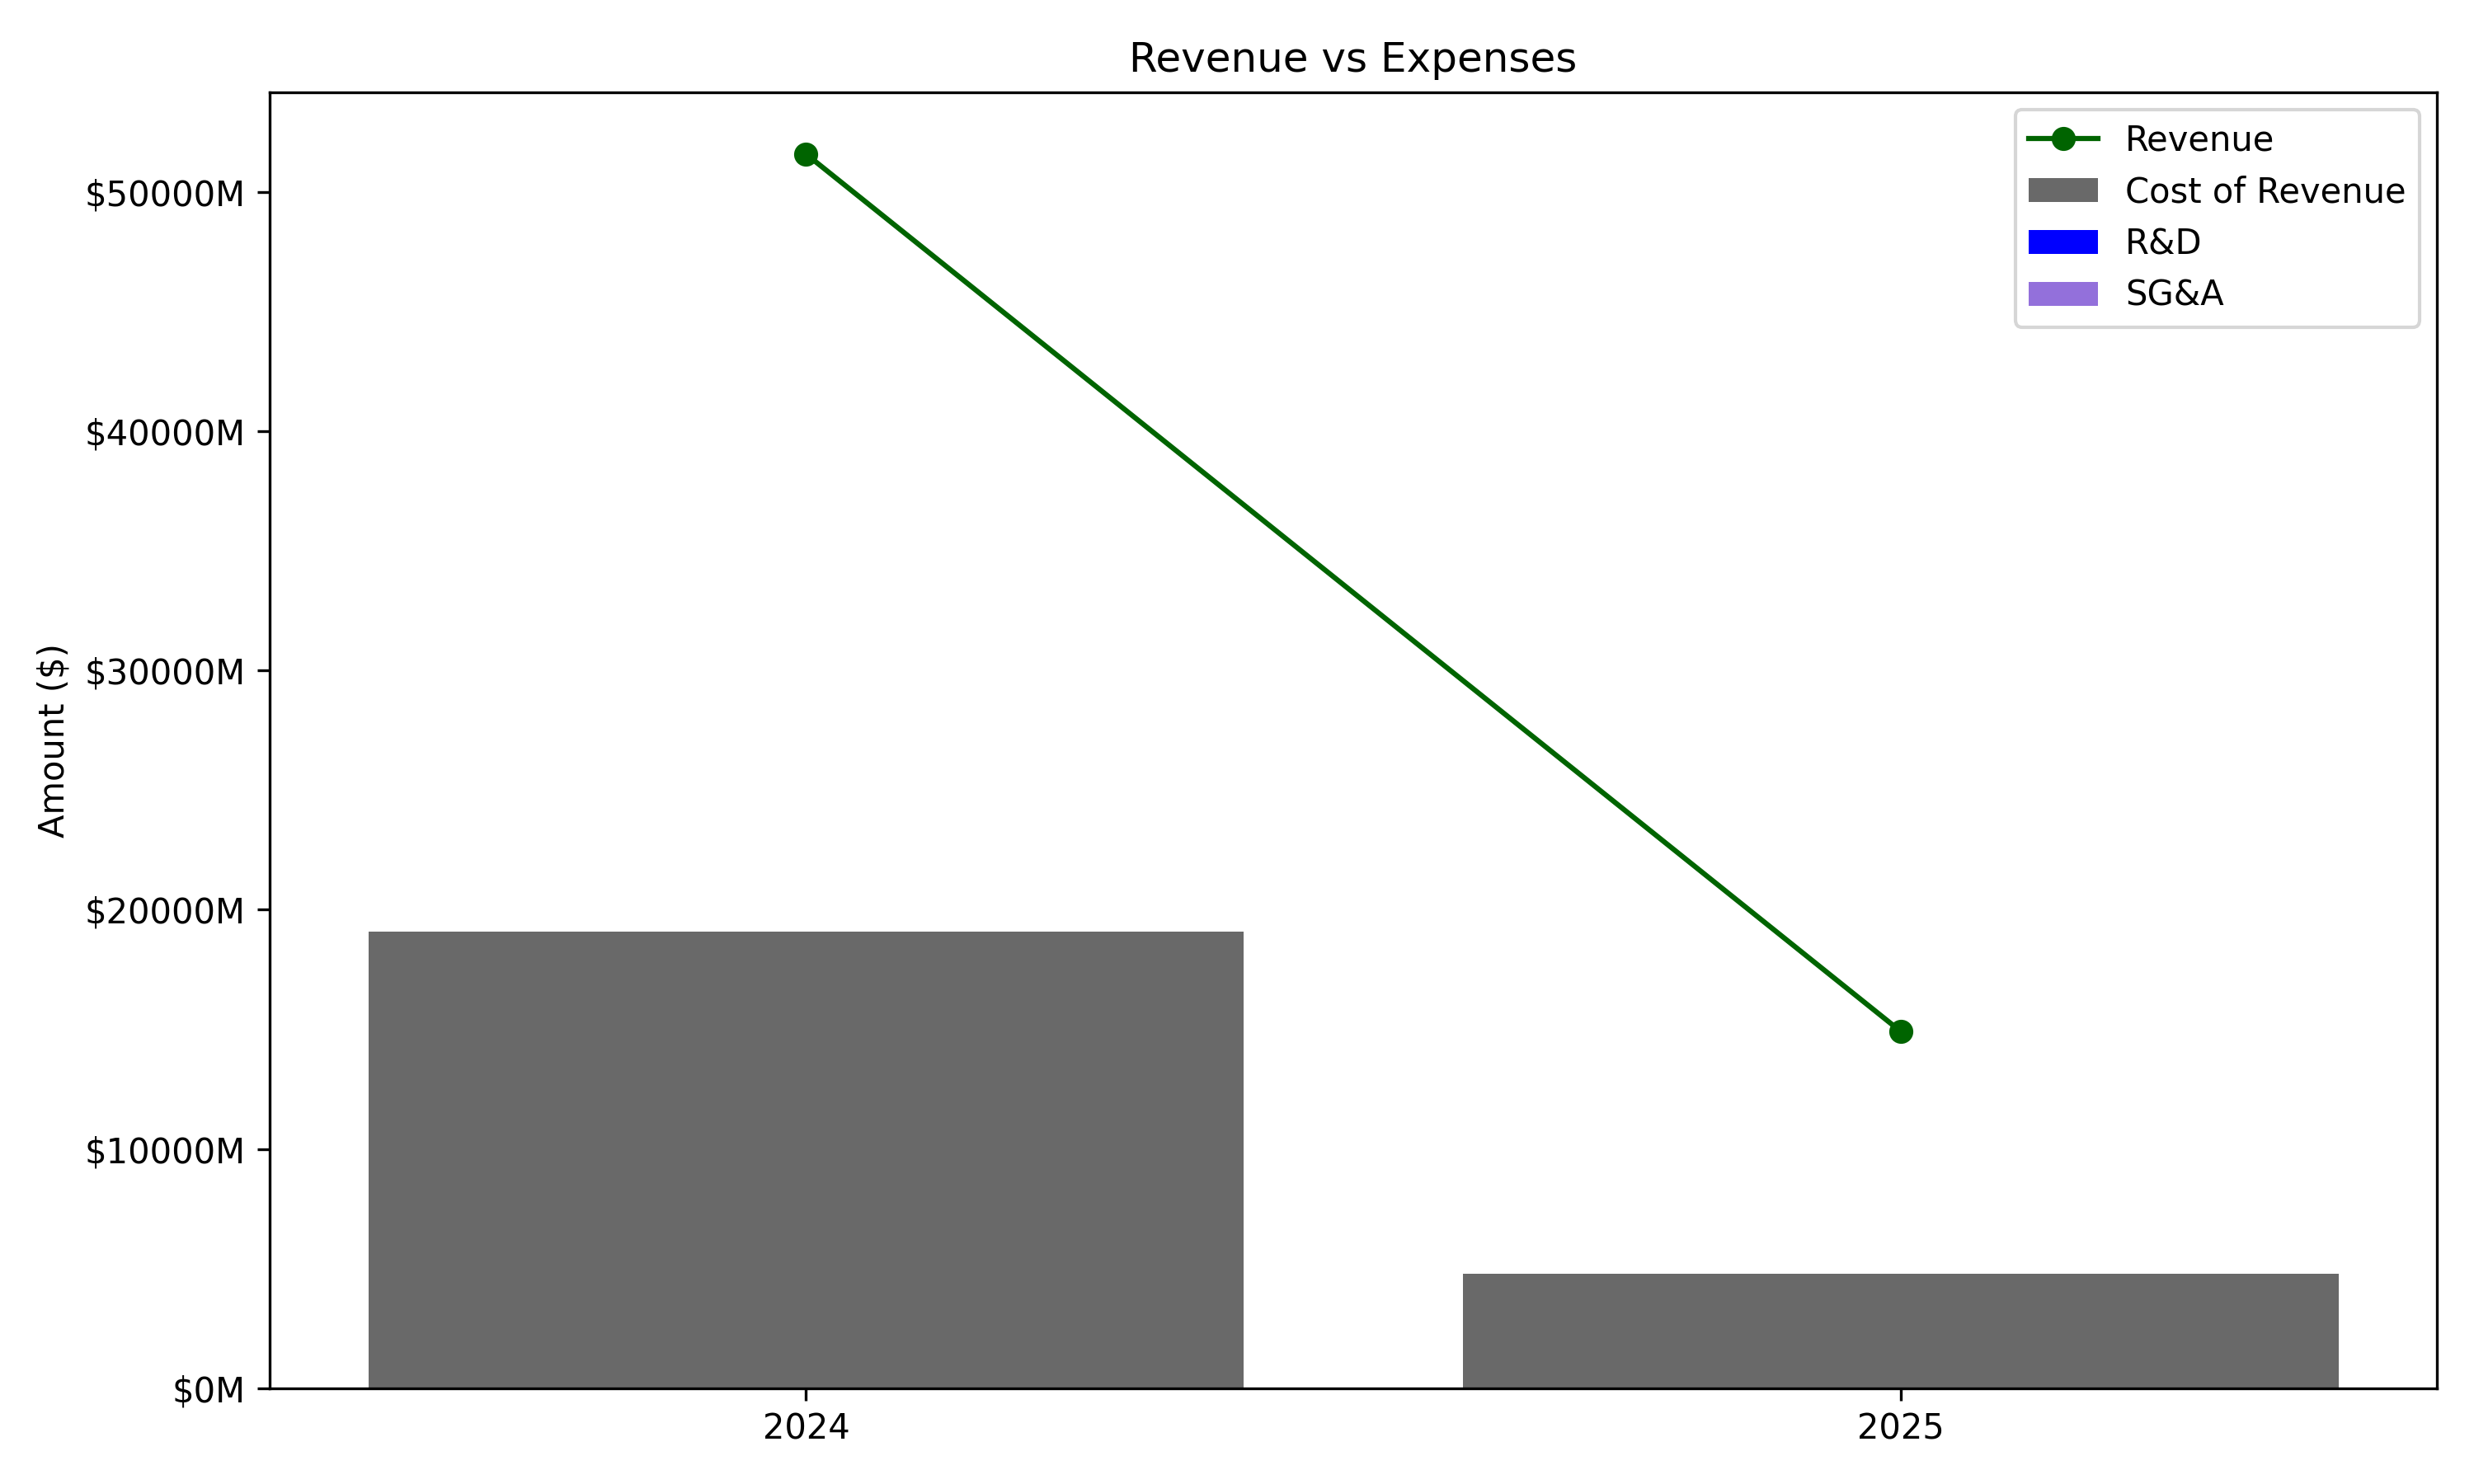 Revenue vs Expenses
Revenue
Cost of Revenue
R&D
SG&A
Amount ($)
$50000M
$40000M
$30000M
$20000M
$10000M
$0M
2024
2025